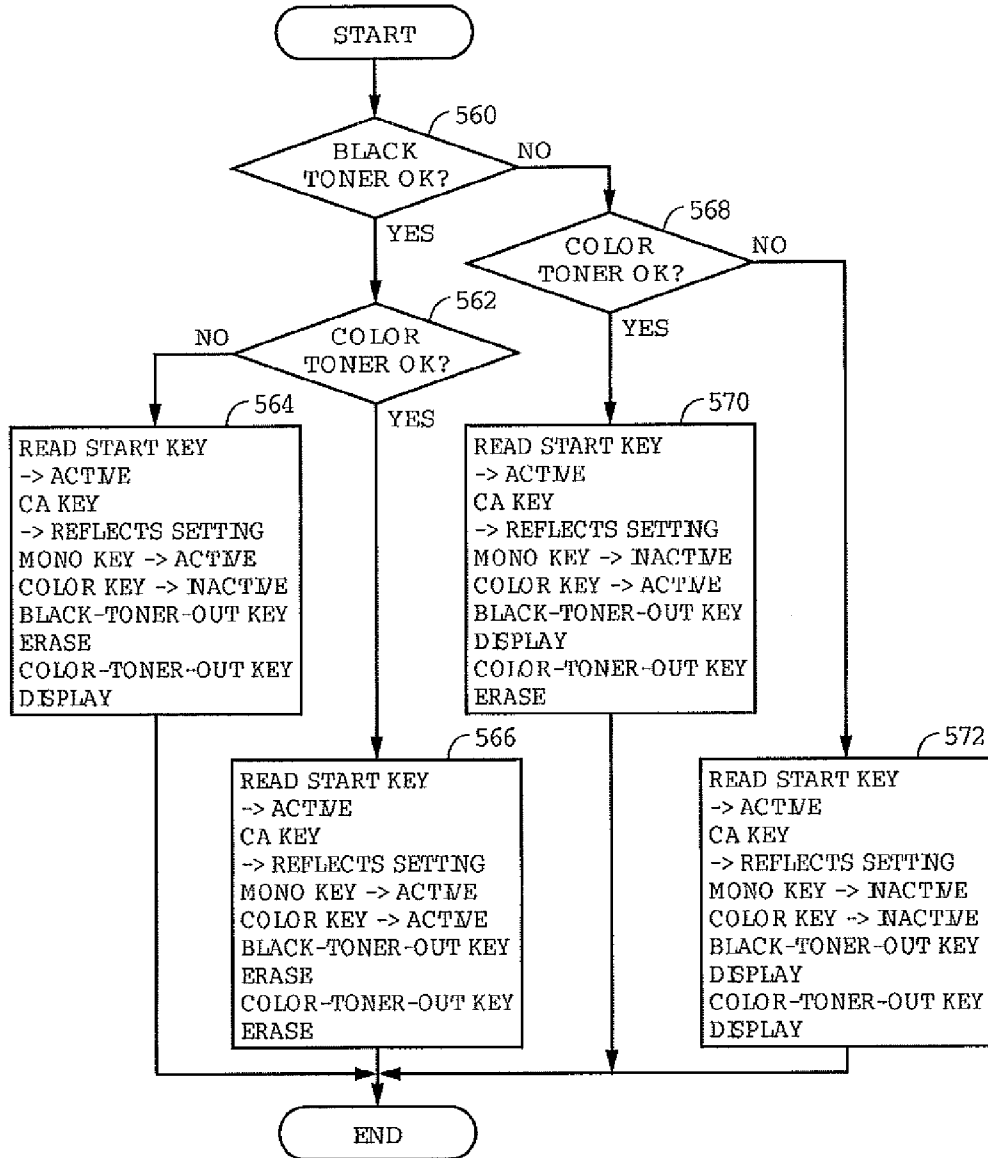 START
560
BLACK
TONER OK?
NO
YES
568
COLOR
TONER OK?
NO
YES
562
COLOR
TONER OK?
NO
YES
564
READ START KEY
-> ACTIVE
CA KEY
-> REFLECTS SETTING
MONO KEY -> ACTIVE
COLOR KEY -> INACTIVE
BLACK-TONER-OUT KEY
ERASE
COLOR-TONER-OUT KEY
DISPLAY
570
READ START KEY
-> ACTIVE
CA KEY
-> REFLECTS SETTING
MONO KEY -> INACTIVE
COLOR KEY -> ACTIVE
BLACK-TONER-OUT KEY
DISPLAY
COLOR-TONER-OUT KEY
ERASE
566
READ START KEY
-> ACTIVE
CA KEY
-> REFLECTS SETTING
MONO KEY -> ACTIVE
COLOR KEY -> ACTIVE
BLACK-TONER-OUT KEY
ERASE
COLOR-TONER-OUT KEY
ERASE
572
READ START KEY
-> ACTIVE
CA KEY
-> REFLECTS SETTING
MONO KEY -> INACTIVE
COLOR KEY -> INACTIVE
BLACK-TONER-OUT KEY
DISPLAY
COLOR-TONER-OUT KEY
DISPLAY
END